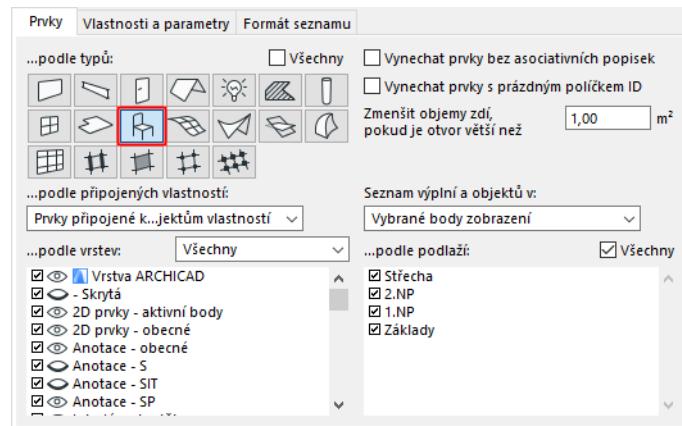 Prvky
Vlastnosti a parametry
Formát seznamu
...podle typů:
Všechny
Vynechat prvky bez asociativních popisek
Vynechat prvky s prázdným políčkem ID
Zmenšit objemy zdí,
pokud je otvor větší než
1,00
m²
...podle připojených vlastností:
Prvky připojené k...jektům vlastností
Seznam výplní a objektů v:
Vybrané body zobrazení
...podle vrstev:
Všechny
...podle podlaží:
Všechny
Vrstva ARCHICAD
- Skrytá
2D prvky - aktivní body
2D prvky - obecné
Anotace - obecné
Anotace - S
Anotace - SIT
Anotace - SP
Střecha
2.NP
1.NP
Základy